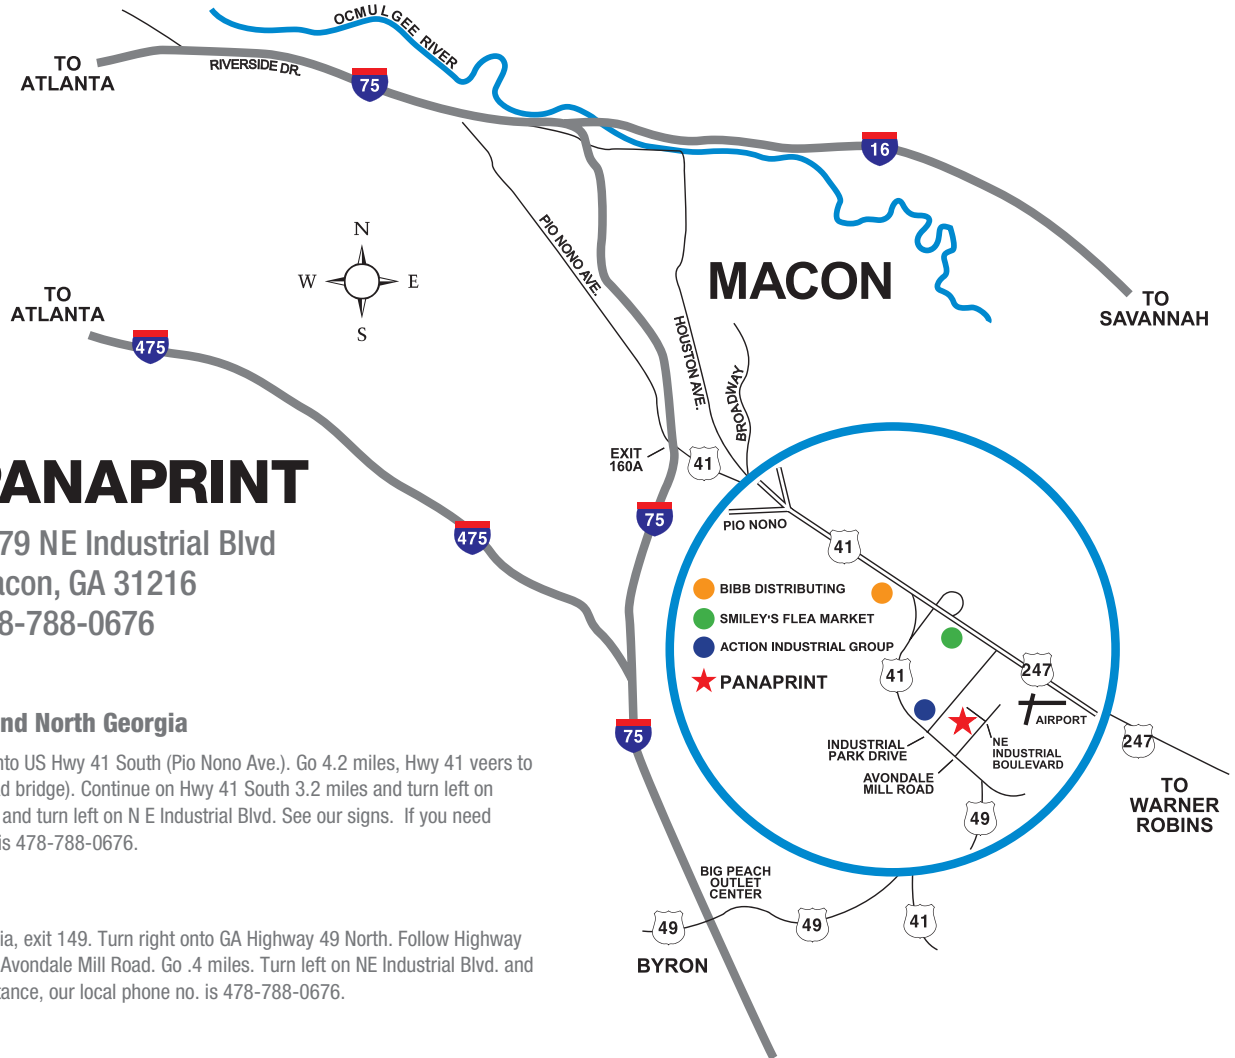 OCMULGEE RIVER
TO
ATLANTA
RIVERSIDE DR.
75
16
N
W E
S
PIO NONO AVE.
MACON
TO
ATLANTA
TO
SAVANNAH
475
HOUSTON AVE.
BROADWAY
EXIT
160A
41
PANAPRINT
79 NE Industrial Blvd
Macon, GA 31216
8-788-0676
475
75
PIO NONO
41
BIBB DISTRIBUTING
SMILEY'S FLEA MARKET
ACTION INDUSTRIAL GROUP
PANAPRINT
41
247
AIRPORT
INDUSTRIAL
PARK DRIVE
NE
INDUSTRIAL
BOULEVARD
AVONDALE
MILL ROAD
247
49
TO
WARNER
ROBINS
75
nd North Georgia
nto US Hwy 41 South (Pio Nono Ave.). Go 4.2 miles, Hwy 41 veers to
d bridge). Continue on Hwy 41 South 3.2 miles and turn left on
and turn left on N E Industrial Blvd. See our signs. If you need
is 478-788-0676.
BIG PEACH
OUTLET
CENTER
49
49
41
BYRON
ia, exit 149. Turn right onto GA Highway 49 North. Follow Highway
Avondale Mill Road. Go .4 miles. Turn left on NE Industrial Blvd. and
tance, our local phone no. is 478-788-0676.